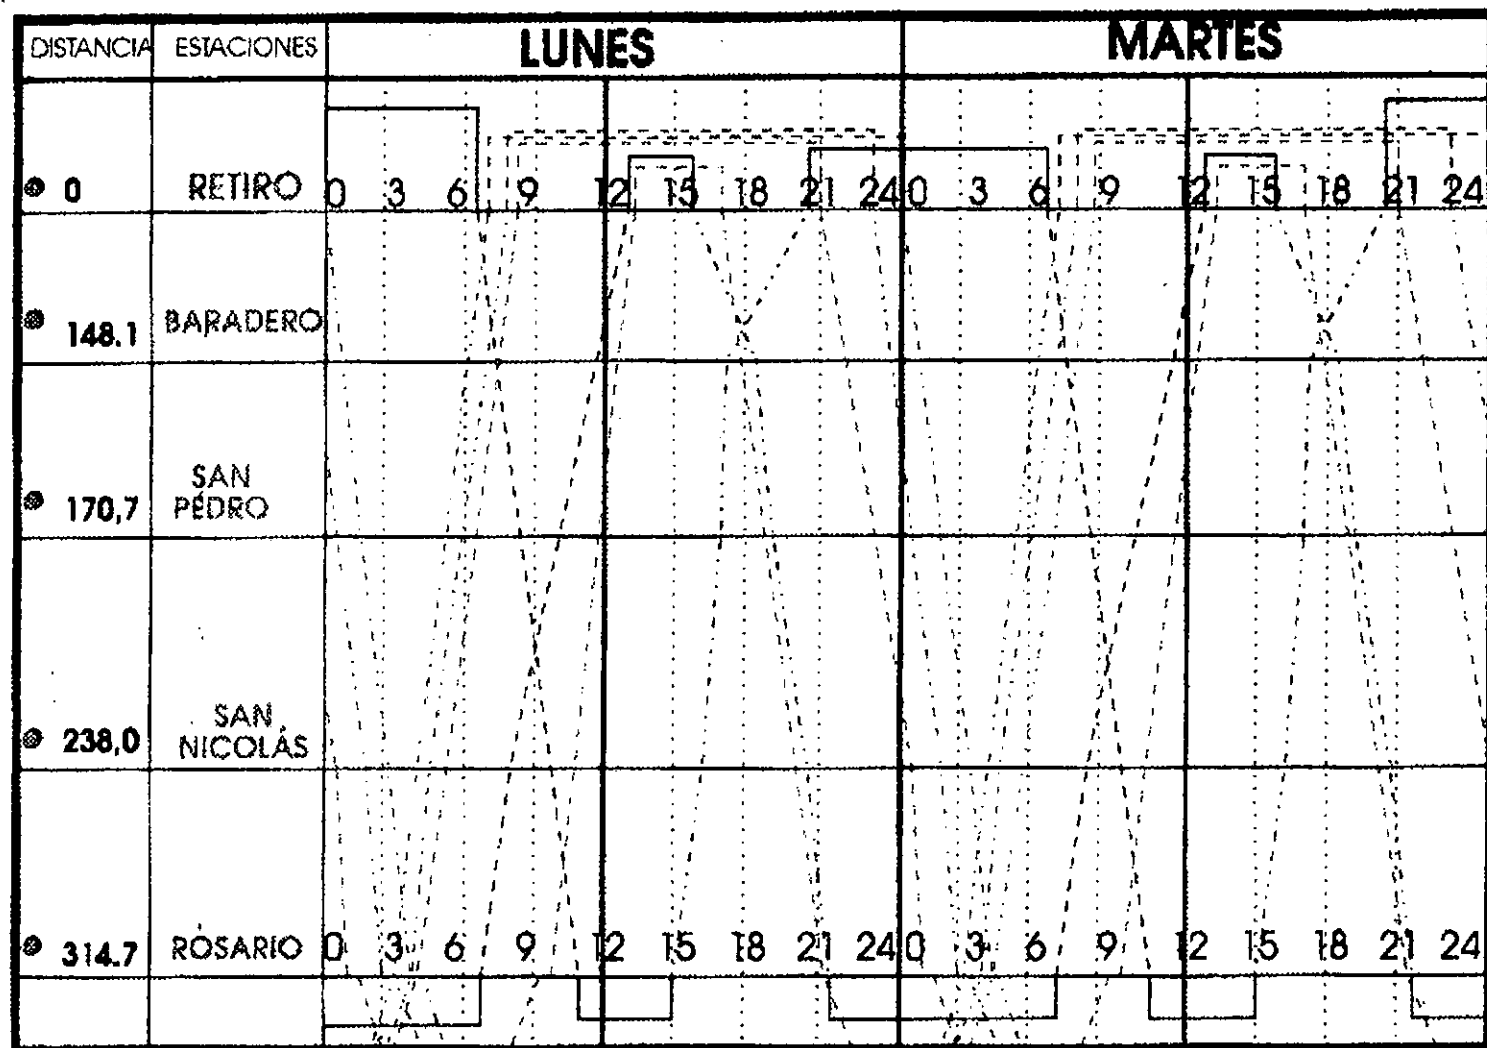 DISTANCIA ESTACIONES LUNES MARTES
0 RETIRO 0 3 6 9 12 15 18 21 24 0 3 6 9 12 15 18 21 24
148.1 BARADERO
170,7 SAN PÉDRO
238,0 SAN NICOLÁS
314.7 RÓSARIO 0 3 6 9 12 15 18 21 24 0 3 6 9 12 15 18 21 24